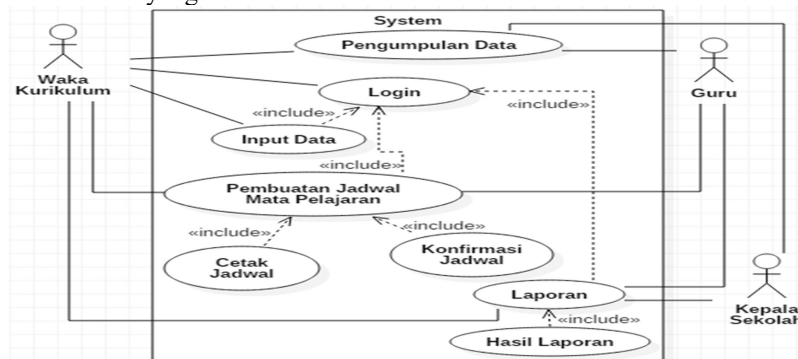 System
Pengumpulan Data
Waka
Kurikulum
Guru
Login
«include»
«include»
Input Data
«include»
Pembuatan Jadwal
Mata Pelajaran
«include»
«include»
Cetak
Jadwal
Konfirmasi
Jadwal
Laporan
Kepala
Sekolah
«include»
Hasil Laporan